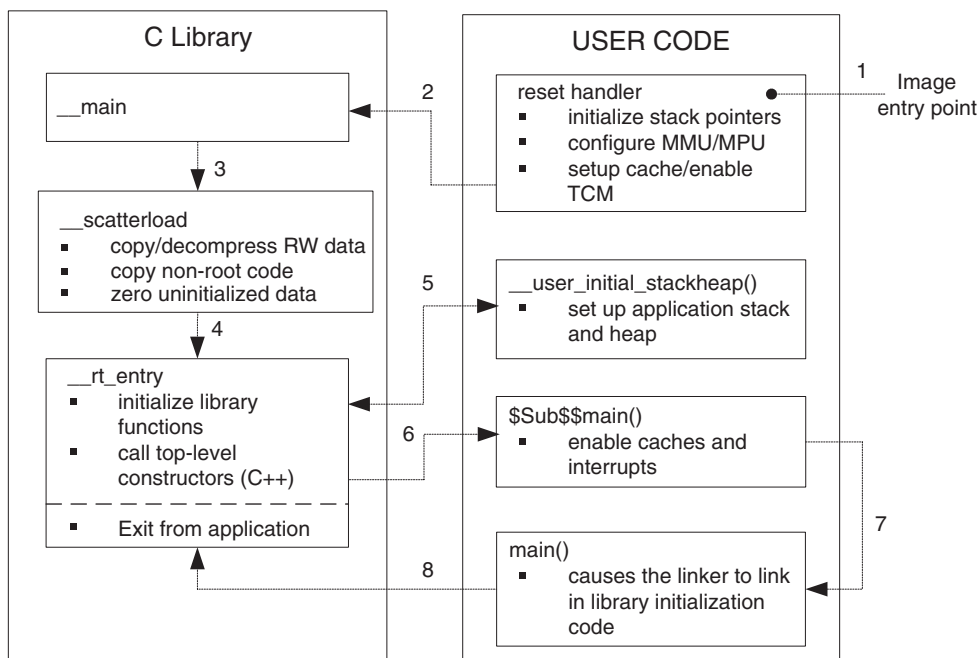 C Library
__main
3
__scatterload
▪ copy/decompress RW data
▪ copy non-root code
▪ zero uninitialized data
4
__rt_entry
▪ initialize library
functions
▪ call top-level
constructors (C++)
▪ Exit from application
2
5
6
8
USER CODE
reset handler
▪ initialize stack pointers
▪ configure MMU/MPU
▪ setup cache/enable
TCM
1
Image
entry point
__user_initial_stackheap()
▪ set up application stack
and heap
$Sub$$main()
▪ enable caches and
interrupts
7
main()
▪ causes the linker to link
in library initialization
code